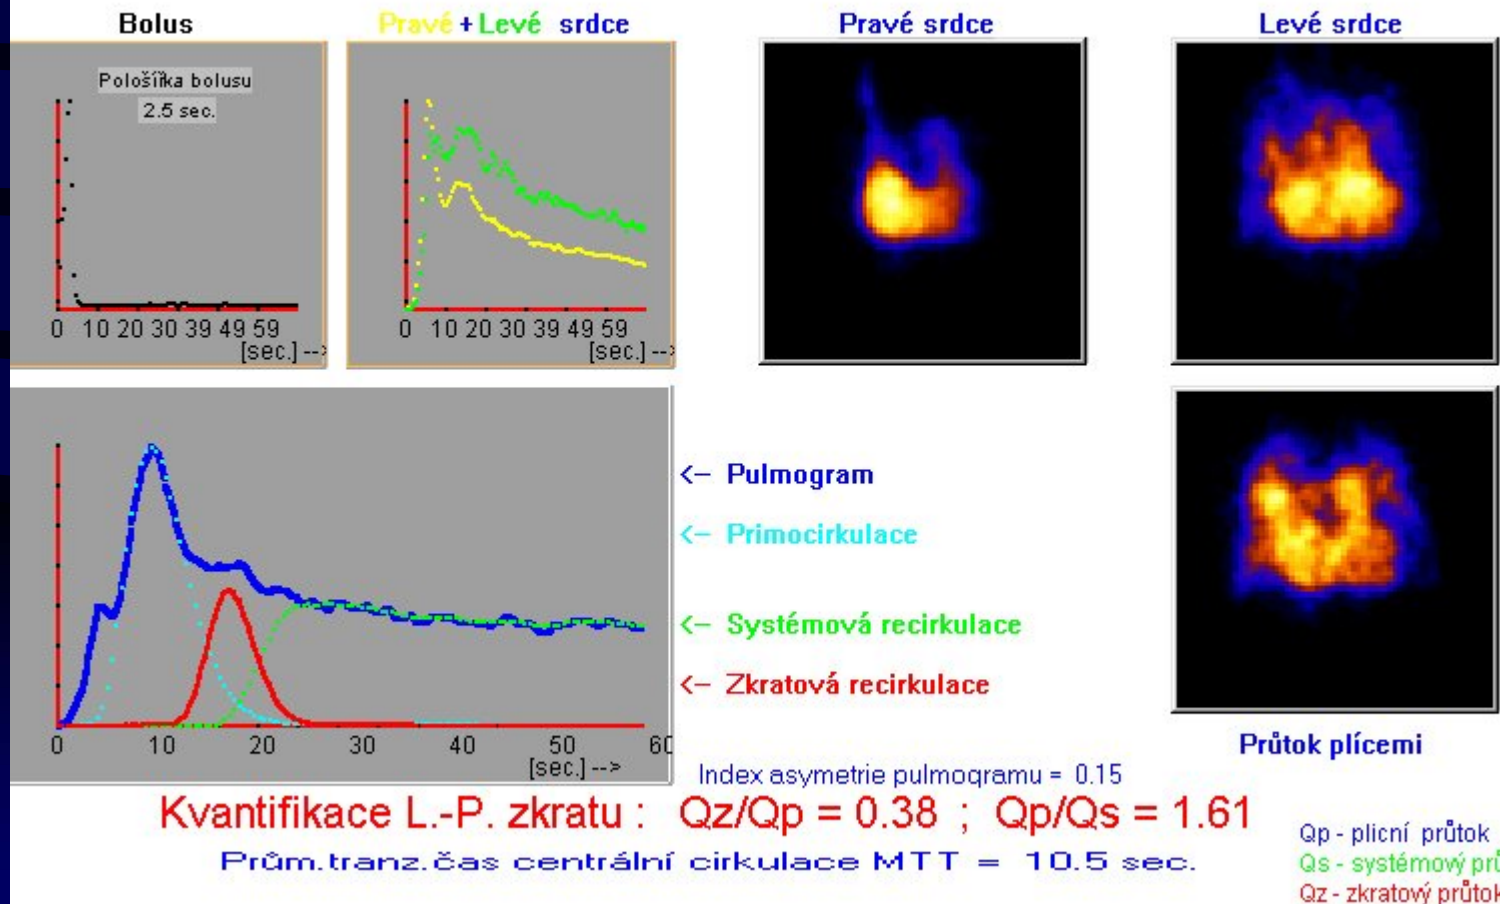 Bolus
Pološířka bolusu
2.5 sec.
0 10 20 30 39 49 59
[sec.] -->
Pravé + Levé srdce
0 10 20 30 39 49 59
[sec.] -->
Pravé srdce
Levé srdce
<– Pulmogram
<– Primocirkulace
<– Systémová recirkulace
<– Zkratová recirkulace
0 10 20 30 40 50 60
[sec.] -->
Průtok plícemi
Index asymetrie pulmogramu = 0.15
Kvantifikace L.-P. zkratu : Qz/Qp = 0.38 ; Qp/Qs = 1.61
Prům.tranz.čas centrální cirkulace MTT = 10.5 sec.
Qp - plicní průtok
Qs - systémový prů
Qz - zkratový průtok